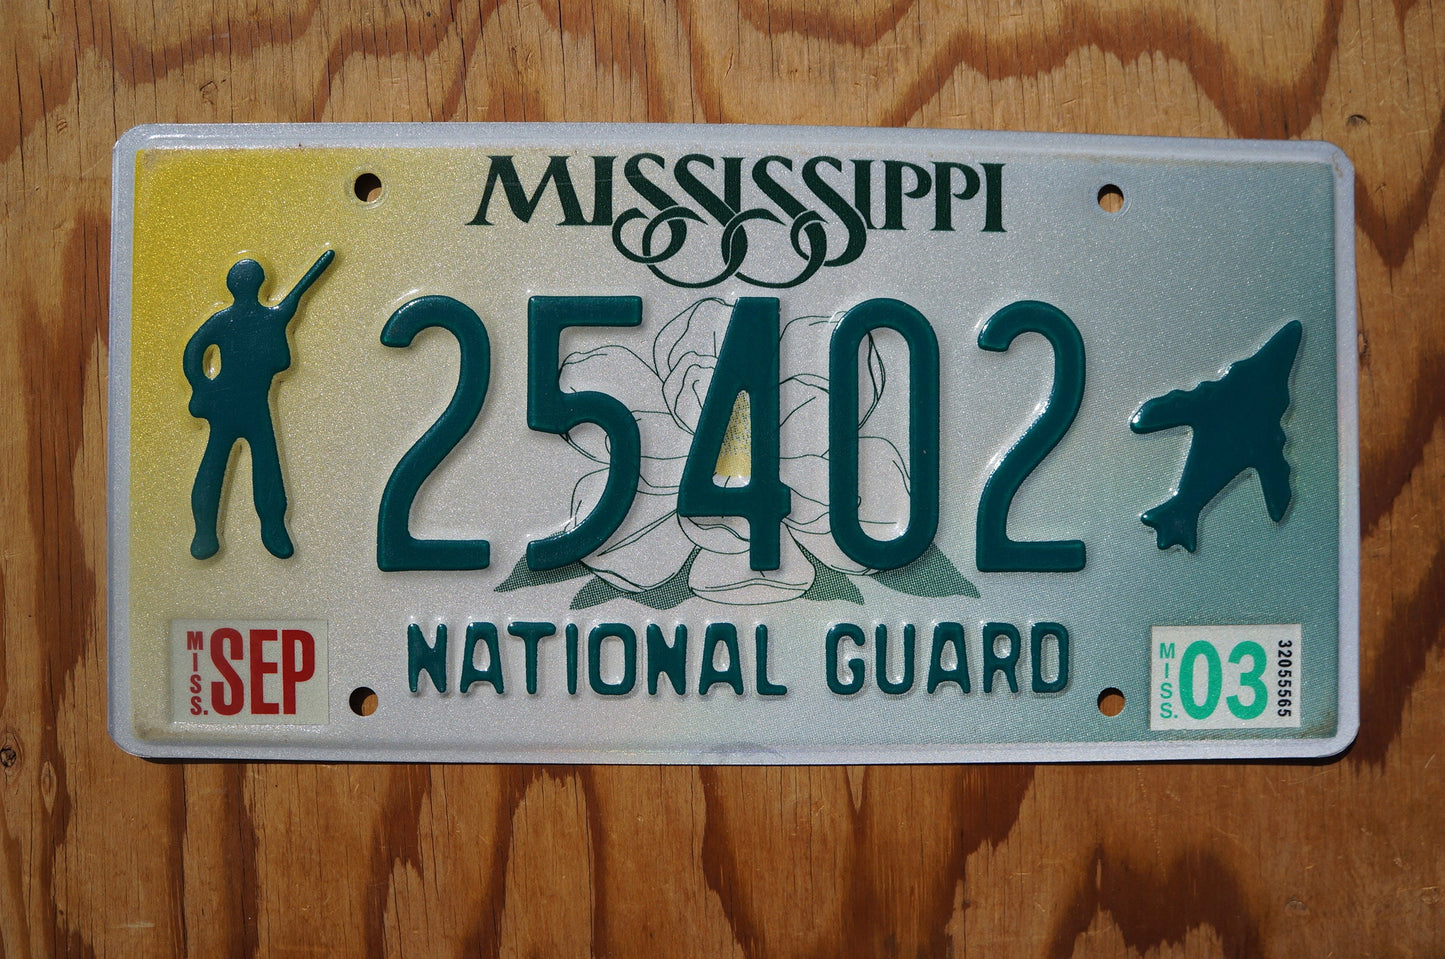 MISSISSIPPI
25402
NATIONAL GUARD
MISS. SEP
MISS. 03 32055565